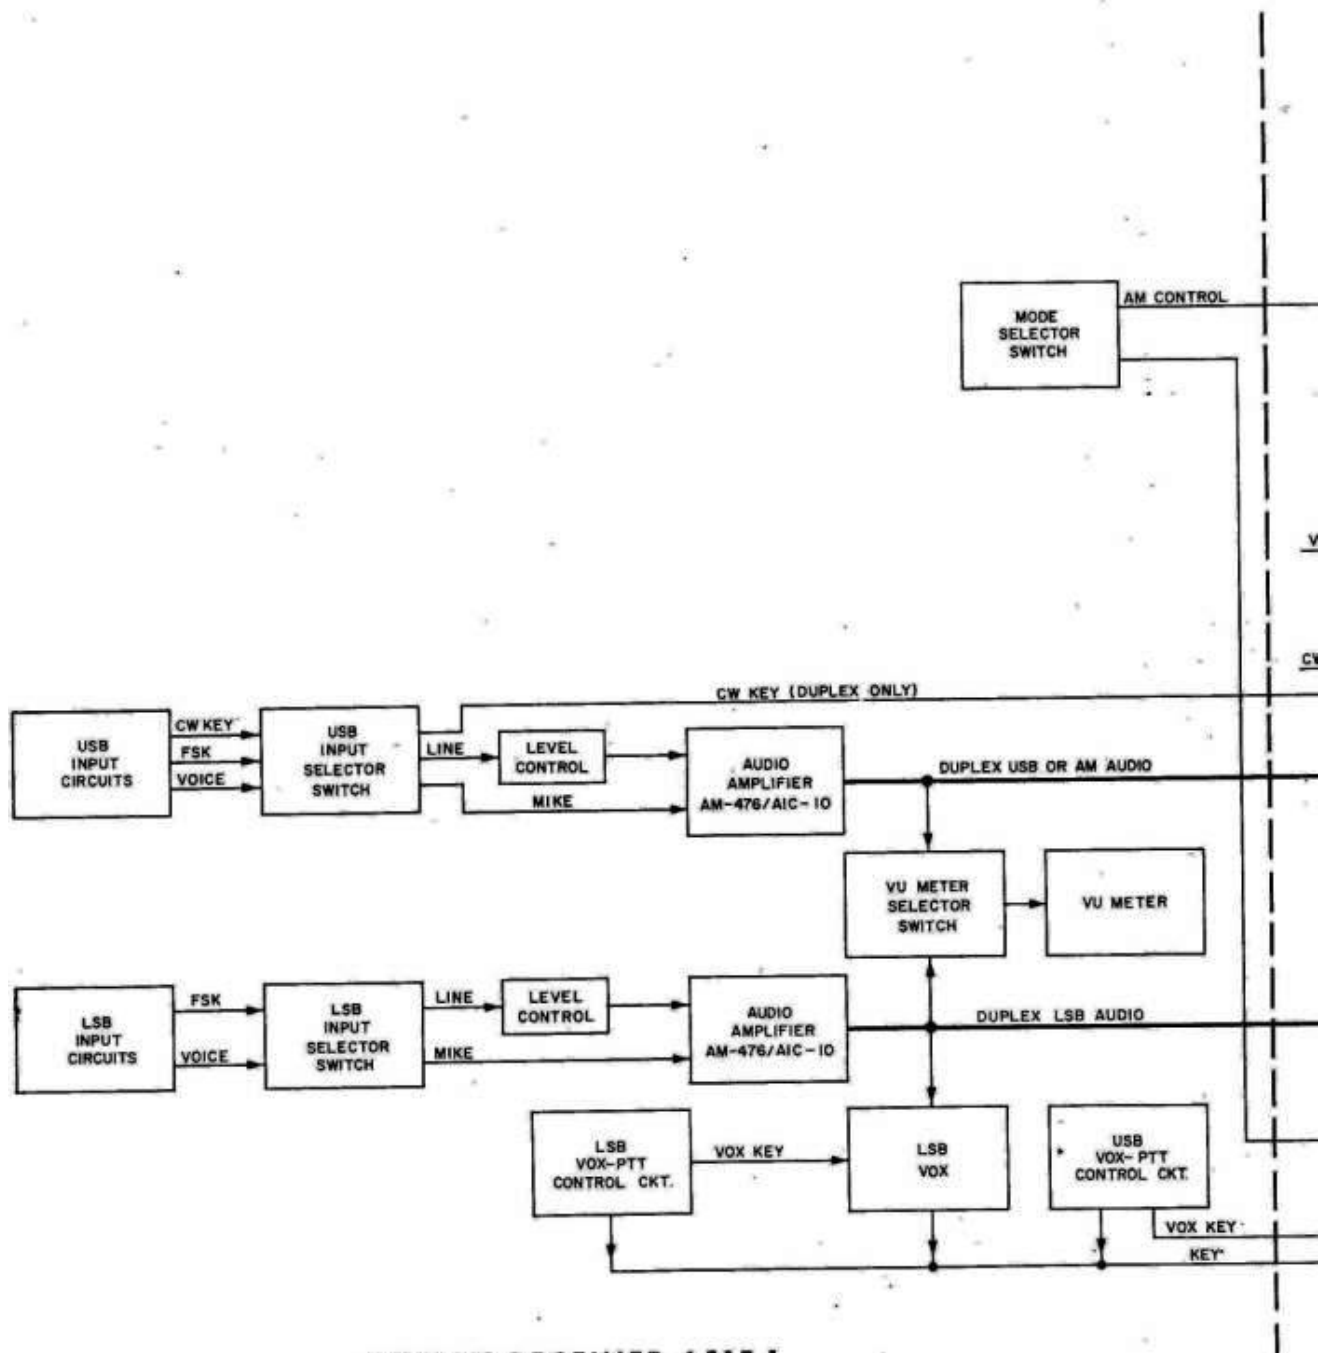 AM CONTROL
MODE
SELECTOR
SWITCH
V
CW
CW KEY (DUPLEX ONLY)
USB
INPUT
CIRCUITS
CW KEY
FSK
VOICE
USB
INPUT
SELECTOR
SWITCH
LINE
MIKE
LEVEL
CONTROL
AUDIO
AMPLIFIER
AM-476/AIC-10
DUPLEX USB OR AM AUDIO
VU METER
SELECTOR
SWITCH
VU METER
LSB
INPUT
CIRCUITS
FSK
VOICE
LSB
INPUT
SELECTOR
SWITCH
LINE
MIKE
LEVEL
CONTROL
AUDIO
AMPLIFIER
AM-476/AIC-10
DUPLEX LSB AUDIO
LSB
VOX-PTT
CONTROL CKT.
VOX KEY
LSB
VOX
USB
VOX-PTT
CONTROL CKT.
VOX KEY
KEY